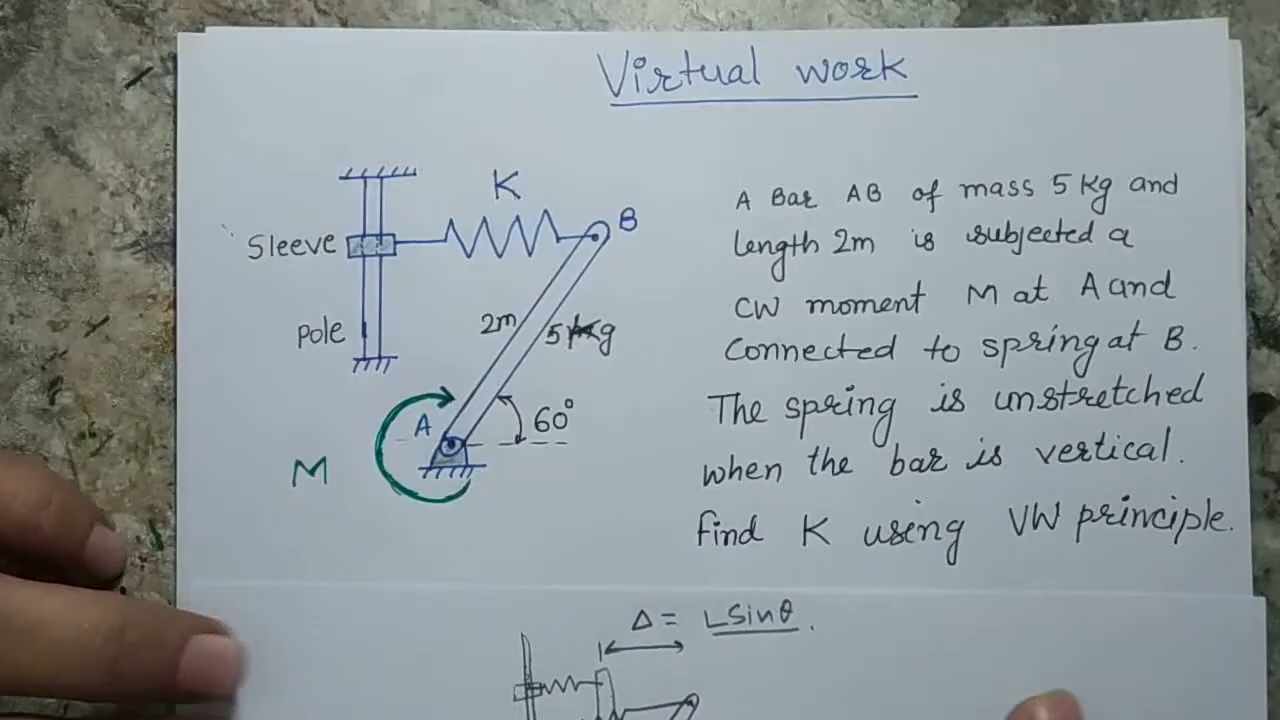 Virtual work
K
B
Sleeve
2m
5kg
Pole
A
60°
M
A Bar AB of mass 5 kg and
length 2m is subjected a
CW moment M at A and
Connected to spring at B.
The spring is unstretched
when the bar is vertical.
find K using VW principle.
Δ = LSinθ.